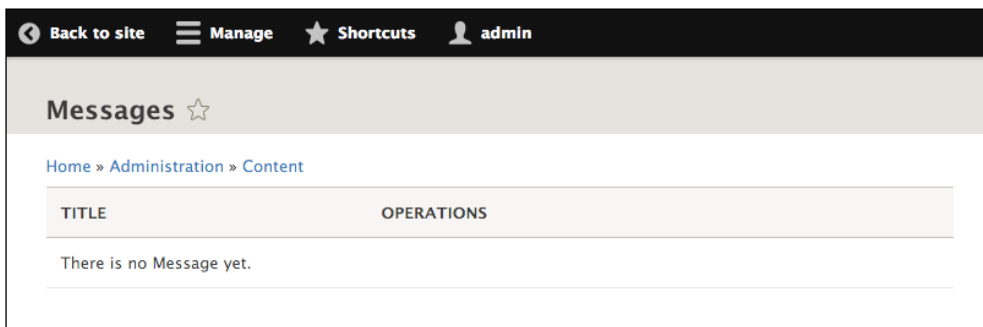 Back to site Manage Shortcuts admin
Messages
Home » Administration » Content
TITLE OPERATIONS
There is no Message yet.